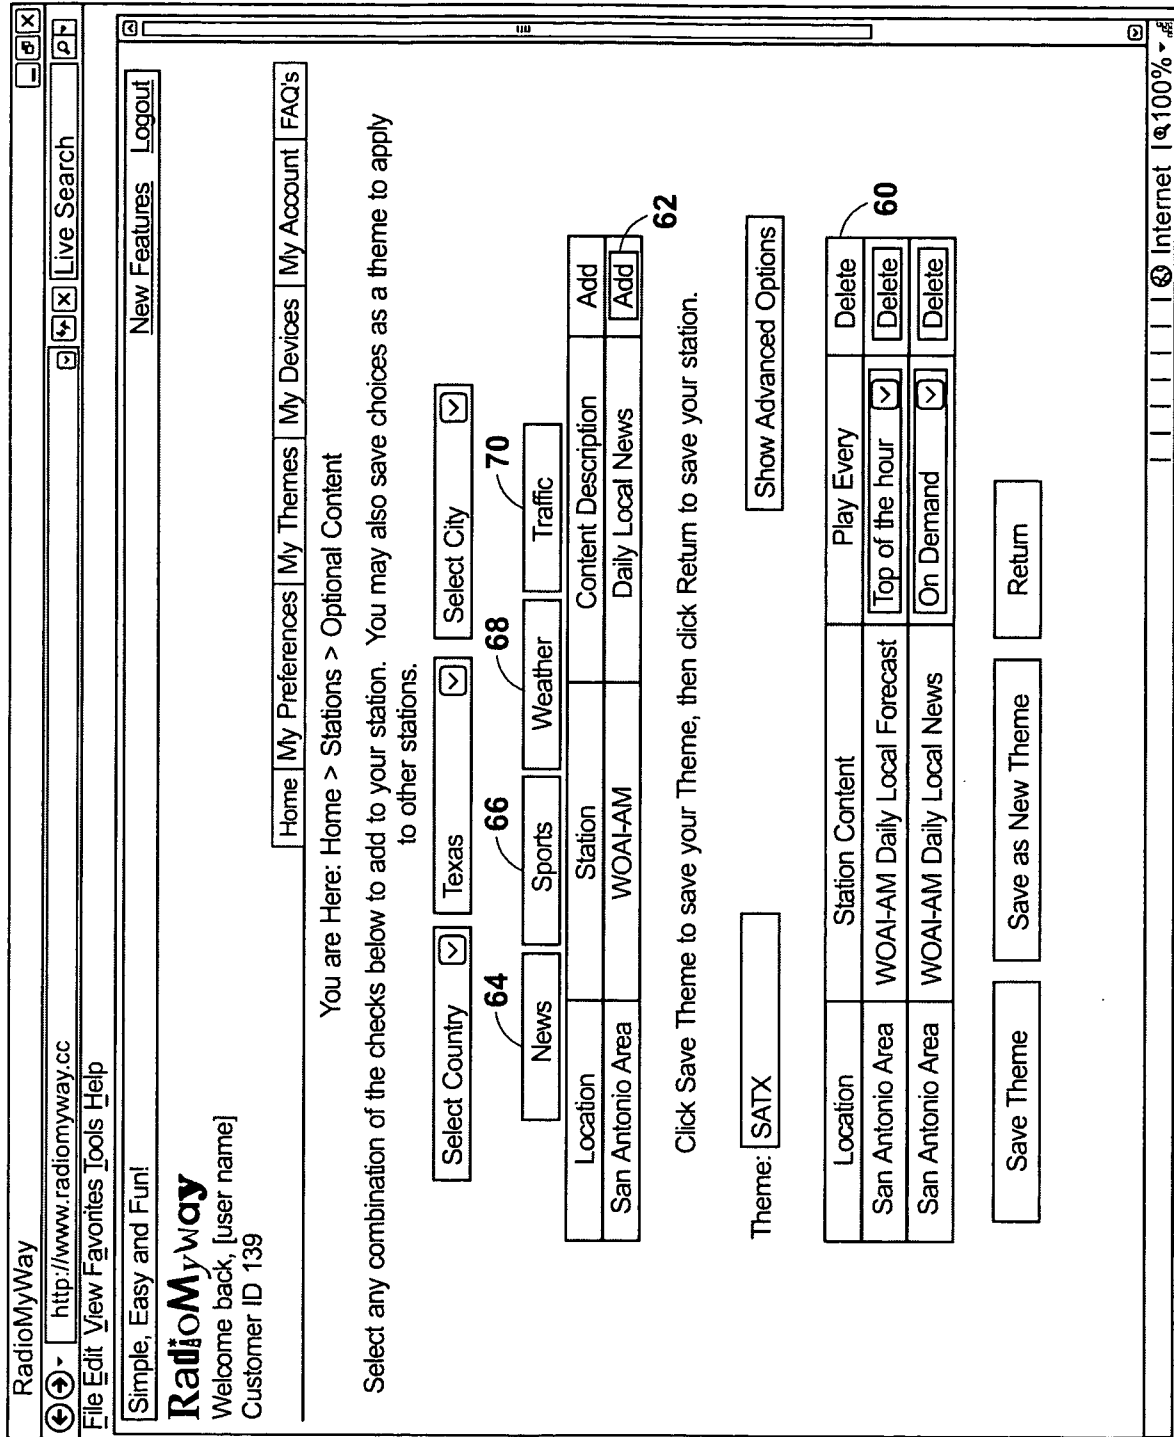 RadioMyWay
http://www.radiomyway.cc
Live Search
File Edit View Favorites Tools Help
Simple, Easy and Fun!
New Features Logout
RadioMyWay
Welcome back, [user name]
Customer ID 139
Home My Preferences My Themes My Devices My Account FAQ's
You are Here: Home > Stations > Optional Content
Select any combination of the checks below to add to your station. You may also save choices as a theme to apply
to other stations.
Select Country Texas Select City
64 66 68 70
News Sports Weather Traffic
Location Station Content Description Add
San Antonio Area WOAI-AM Daily Local News Add
62
Click Save Theme to save your Theme, then click Return to save your station.
Theme: SATX
Show Advanced Options
60
Location Station Content Play Every Delete
San Antonio Area WOAI-AM Daily Local Forecast Top of the hour Delete
San Antonio Area WOAI-AM Daily Local News On Demand Delete
Save Theme Save as New Theme Return
Internet 100%